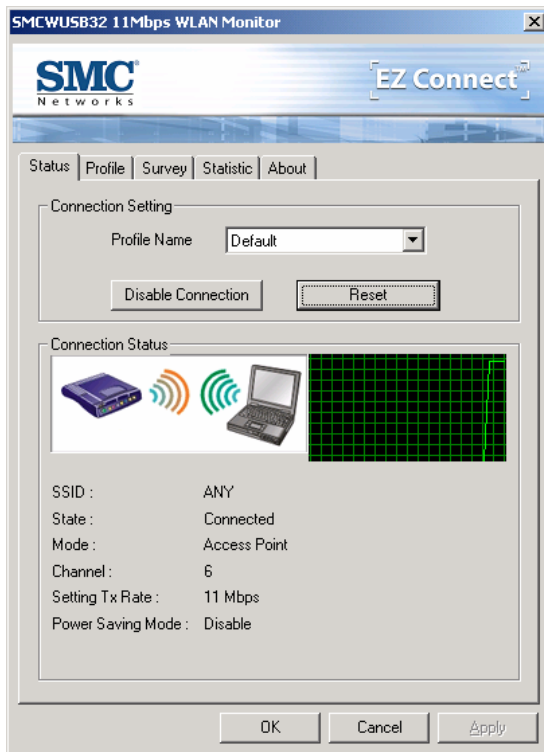 SMCWUSB32 11Mbps WLAN Monitor
SMC®
Networks
EZ Connect™
Status Profile Survey Statistic About
Connection Setting
Profile Name Default
Disable Connection Reset
Connection Status
SSID : ANY
State : Connected
Mode : Access Point
Channel : 6
Setting Tx Rate : 11 Mbps
Power Saving Mode : Disable
OK Cancel Apply